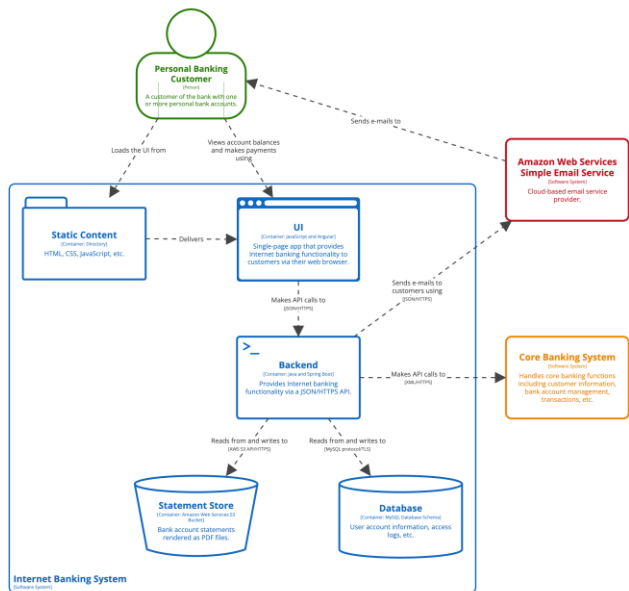 Personal Banking
Customer
[Person]
A customer of the bank with one
or more personal bank accounts.
Sends e-mails to
Loads the UI from
Views account balances
and makes payments
using
Amazon Web Services
Simple Email Service
[Software System]
Cloud-based email service
provider.
Static Content
[Container: Directory]
HTML, CSS, JavaScript, etc.
Delivers
UI
[Container: JavaScript and Angular]
Single-page app that provides
Internet banking functionality to
customers via their web browser.
Makes API calls to
[JSON/HTTPS]
Sends e-mails to
customers using
[JSON/HTTPS]
>_
Backend
[Container: Java and Spring Boot]
Provides Internet banking
functionality via a JSON/HTTPS API.
Makes API calls to
[XML/HTTPS]
Core Banking System
[Software System]
Handles core banking functions
including customer information,
bank account management,
transactions, etc.
Reads from and writes to
[AWS S3 API/HTTPS]
Reads from and writes to
[MySQL protocol/TLS]
Statement Store
[Container: Amazon Web Services S3
Bucket]
Bank account statements
rendered as PDF files.
Database
[Container: MySQL Database Schema]
User account information, access
logs, etc.
Internet Banking System
[Software System]